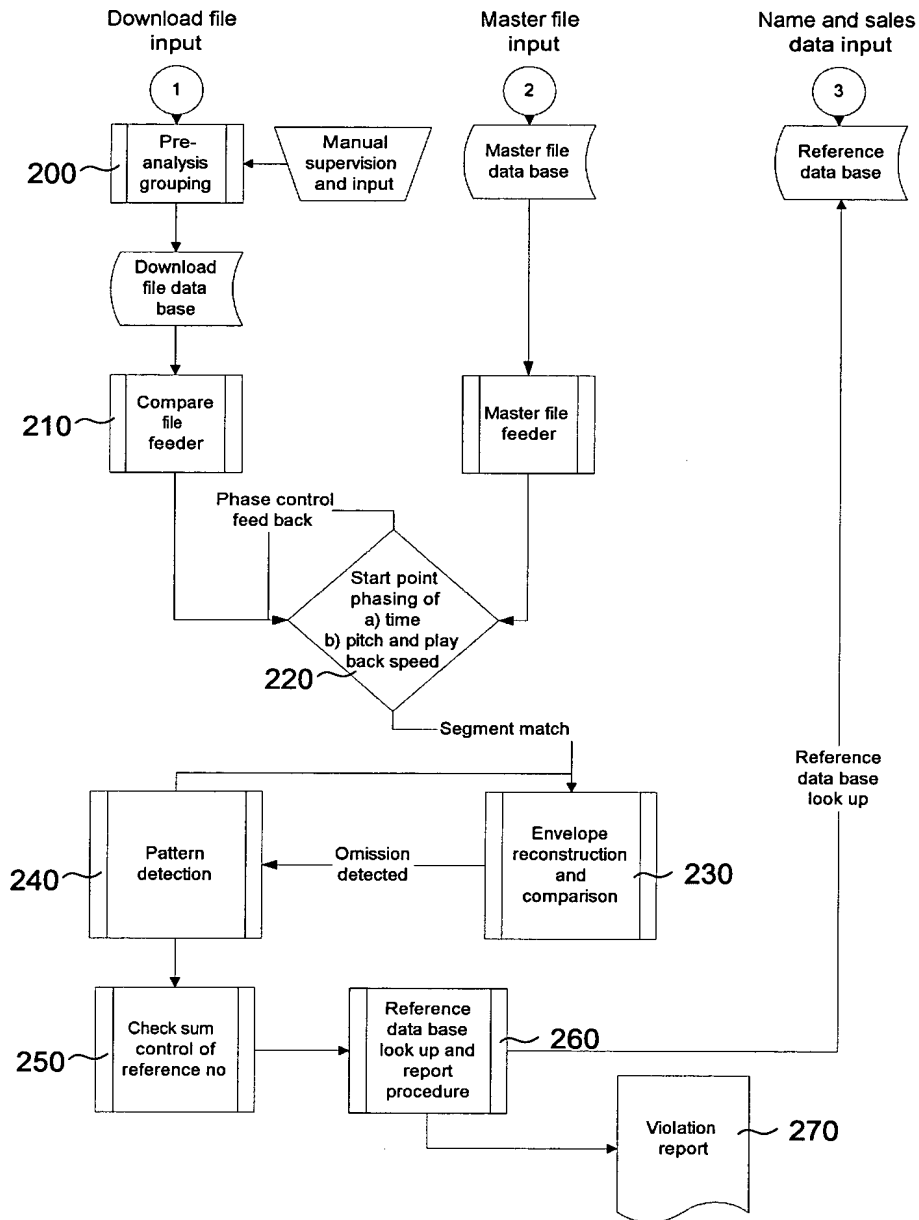 Download file
input
Master file
input
Name and sales
data input
1
2
3
200
Pre-
analysis
grouping
Manual
supervision
and input
Master file
data base
Reference
data base
Download
file data
base
210
Compare
file
feeder
Master file
feeder
Phase control
feed back
Start point
phasing of
a) time
b) pitch and play
back speed
220
Segment match
Reference
data base
look up
240
Pattern
detection
Omission
detected
Envelope
reconstruction
and
comparison
230
250
Check sum
control of
reference no
Reference
data base
look up and
report
procedure
260
Violation
report
270